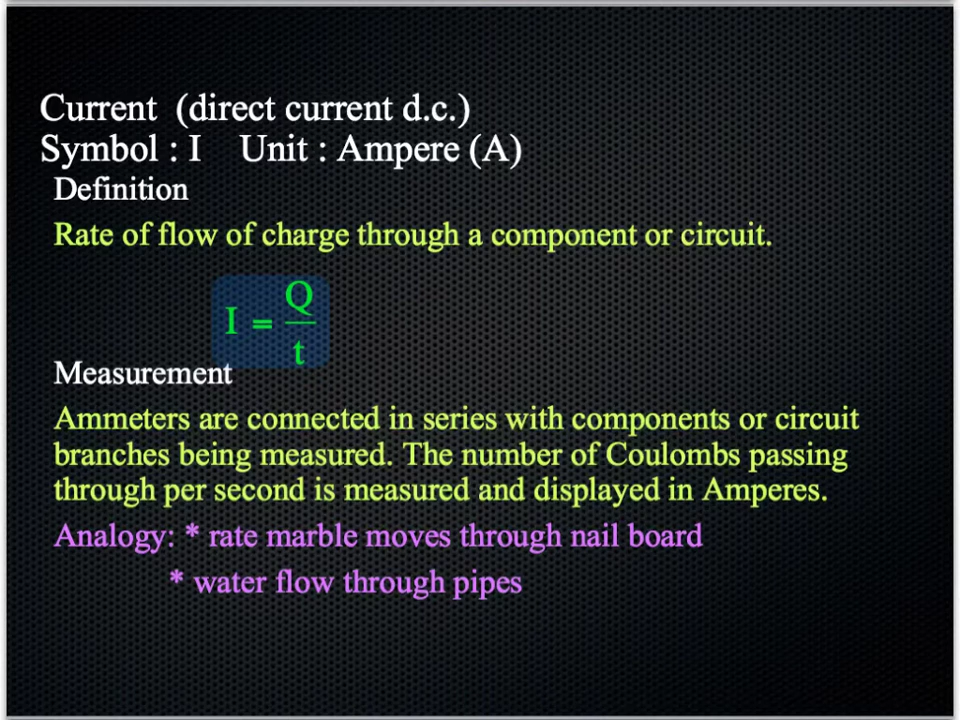 Current (direct current d.c.)
Symbol : I Unit : Ampere (A)
Definition
Rate of flow of charge through a component or circuit.
I = Q
t
Measurement
Ammeters are connected in series with components or circuit
branches being measured. The number of Coulombs passing
through per second is measured and displayed in Amperes.
Analogy: * rate marble moves through nail board
* water flow through pipes